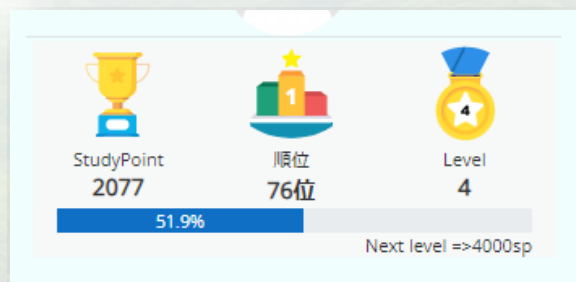 1
4
StudyPoint
順位
Level
2077
76位
4
51.9%
Next level =>4000sp